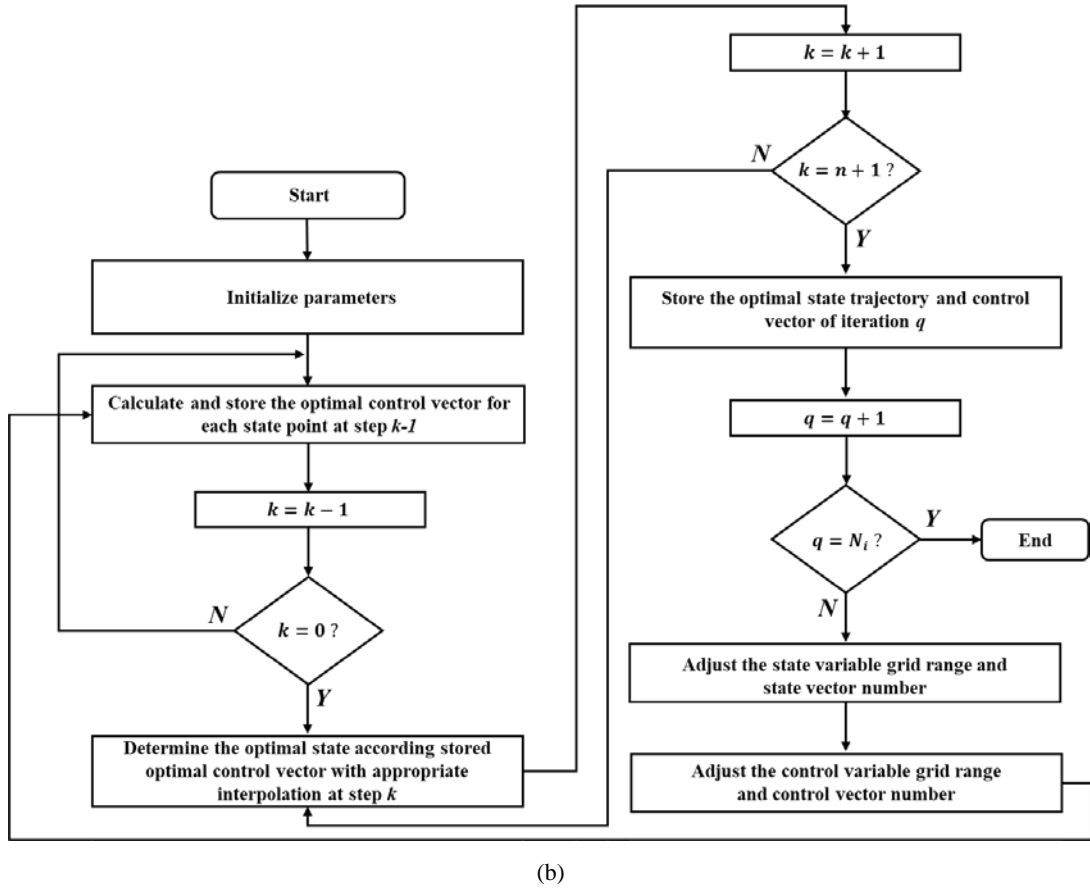 Start
Initialize parameters
Calculate and store the optimal control vector for
each state point at step k-1
k = k − 1
N
k = 0 ?
Y
Determine the optimal state according stored
optimal control vector with appropriate
interpolation at step k
k = k + 1
N
k = n + 1 ?
Y
Store the optimal state trajectory and control
vector of iteration q
q = q + 1
q = Nᵢ ?
Y
End
N
Adjust the state variable grid range and
state vector number
Adjust the control variable grid range
and control vector number
(b)